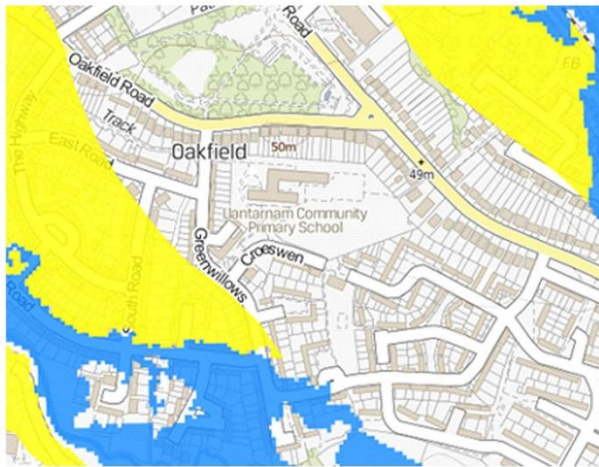 Road
Oakfield Road
Track
Oakfield
50m
49m
EB
The Highway
East Road
Llantarnam Community
Primary School
Croeswen
Greenwillows
South Road
Road